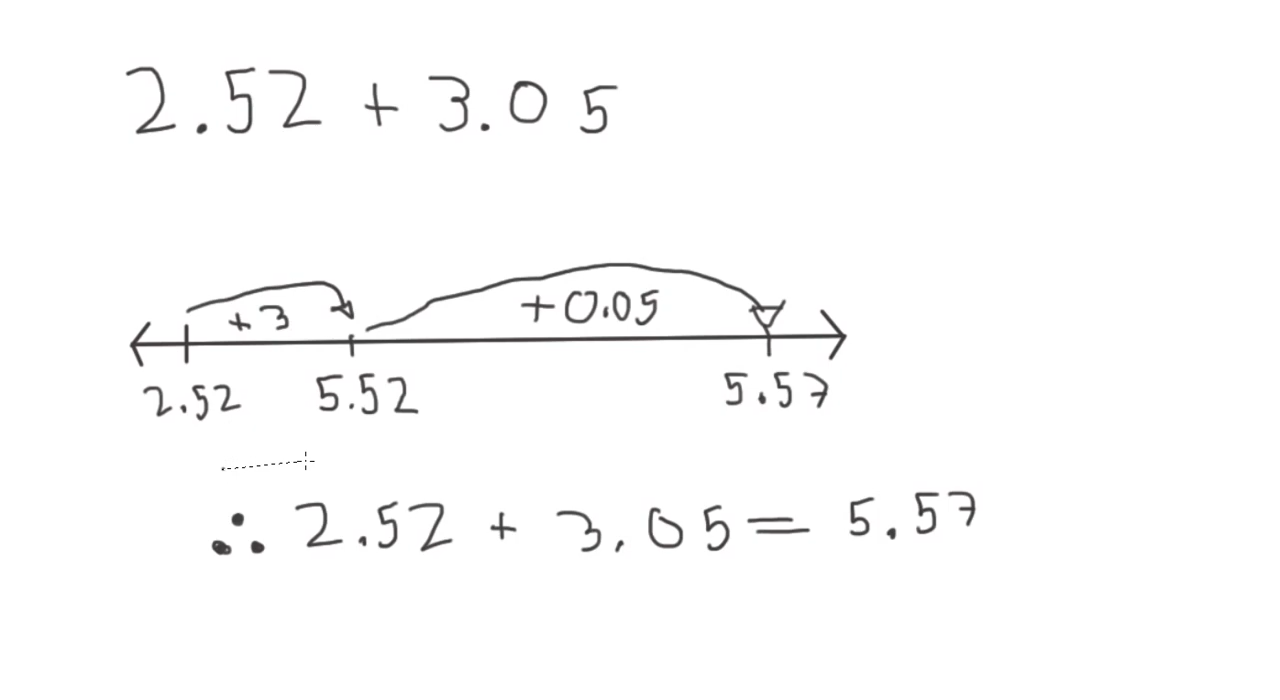 2.52 + 3.05
+3 +0.05
2.52 5.52 5.57
∴ 2.52 + 3.05 = 5.57